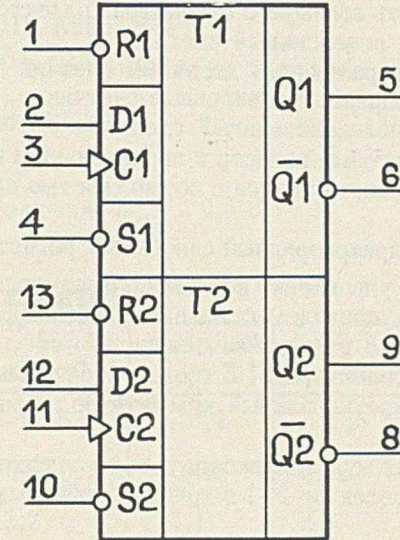 1 R1 T1 Q1 5
2 D1
3 C1 Q̅1̅ 6
4 S1
13 R2 T2
12 D2 Q2 9
11 C2 Q̅2̅ 8
10 S2